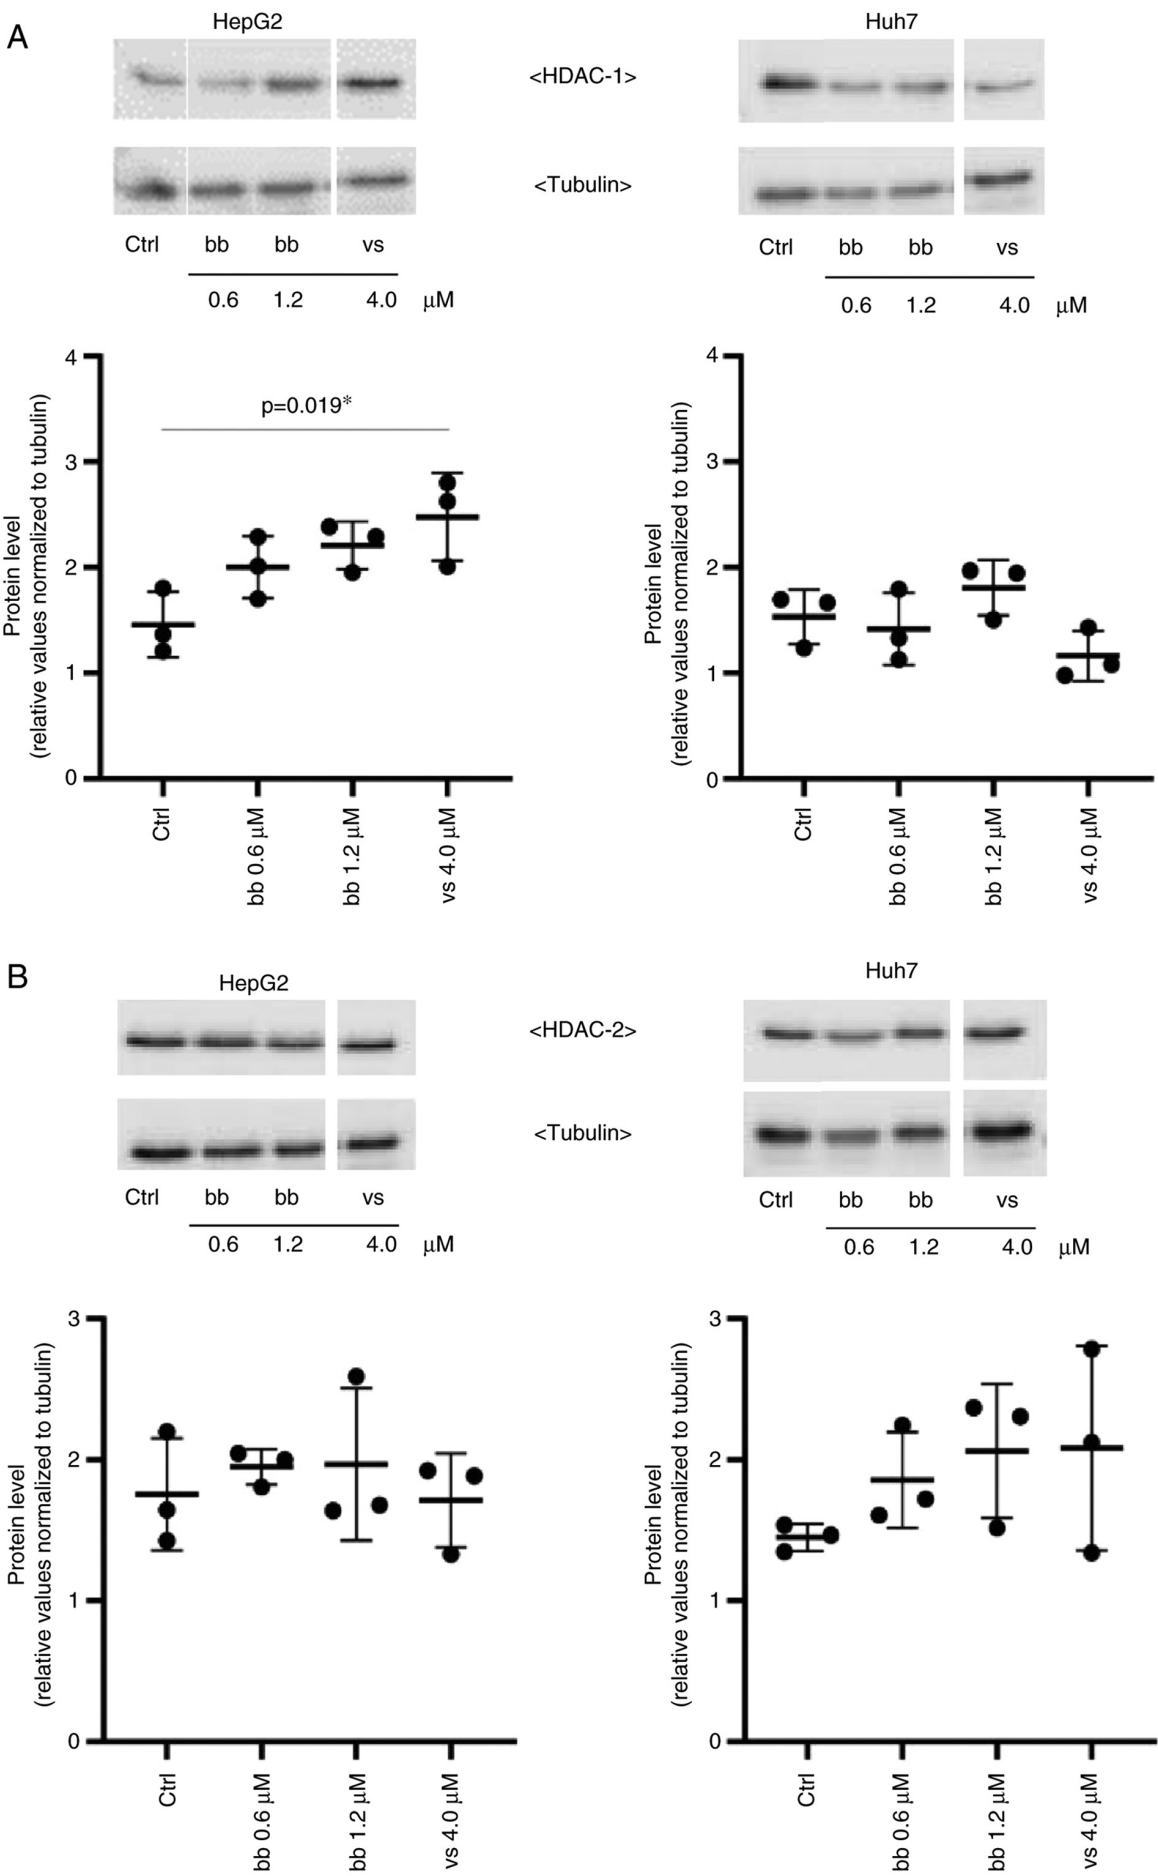 A
HepG2
Huh7
<HDAC-1>
<Tubulin>
Ctrl bb bb vs
0.6 1.2 4.0 μM
Ctrl bb bb vs
0.6 1.2 4.0 μM
Protein level
(relative values normalized to tubulin)
4
3
2
1
0
p=0.019*
Ctrl
bb 0.6 μM
bb 1.2 μM
vs 4.0 μM
Protein level
(relative values normalized to tubulin)
4
3
2
1
0
Ctrl
bb 0.6 μM
bb 1.2 μM
vs 4.0 μM
B
HepG2
Huh7
<HDAC-2>
<Tubulin>
Ctrl bb bb vs
0.6 1.2 4.0 μM
Ctrl bb bb vs
0.6 1.2 4.0 μM
Protein level
(relative values normalized to tubulin)
3
2
1
0
Ctrl
bb 0.6 μM
bb 1.2 μM
vs 4.0 μM
Protein level
(relative values normalized to tubulin)
3
2
1
0
Ctrl
bb 0.6 μM
bb 1.2 μM
vs 4.0 μM